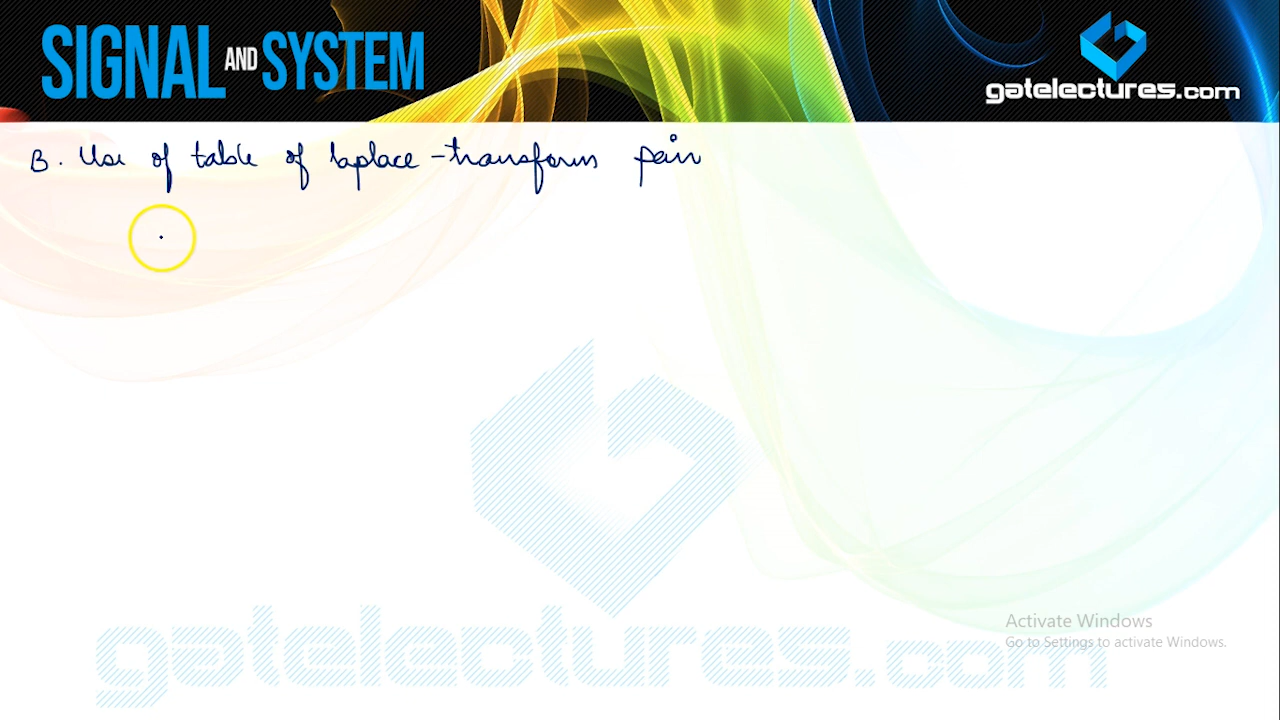 SIGNAL AND SYSTEM
gatelectures.com
B. Use of table of laplace-transform pair
gatelectures.com
Activate Windows
Go to Settings to activate Windows.